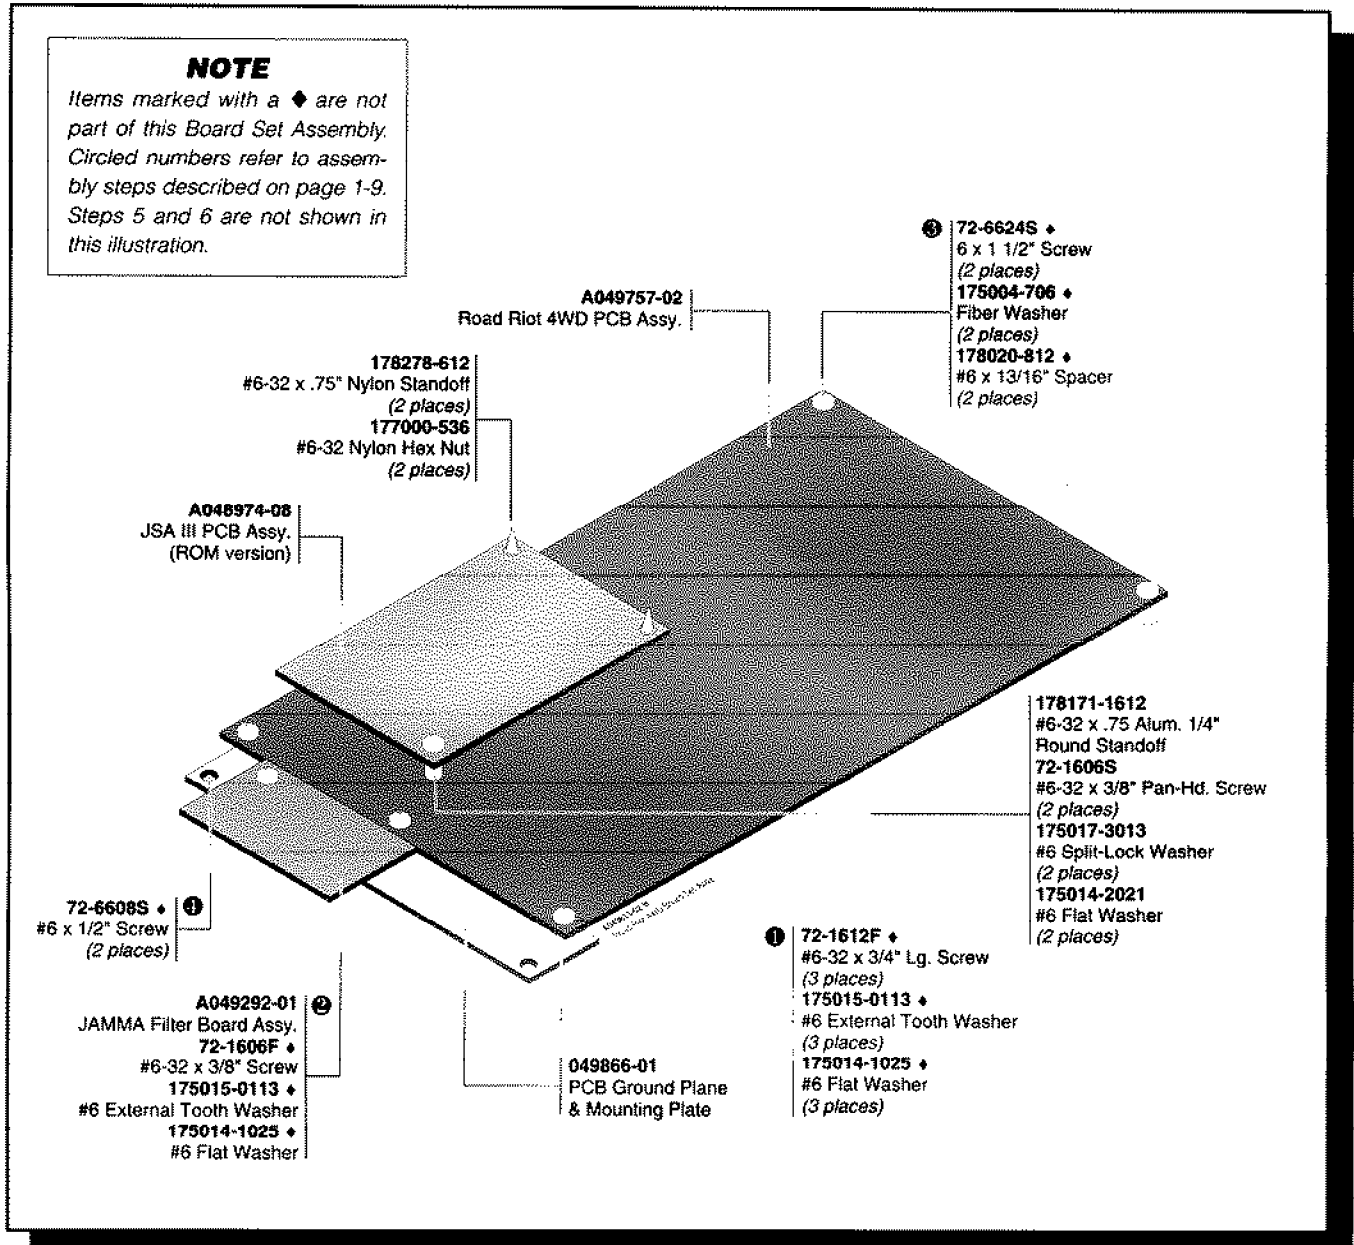 NOTE
Items marked with a ◆ are not
part of this Board Set Assembly.
Circled numbers refer to assem-
bly steps described on page 1-9.
Steps 5 and 6 are not shown in
this illustration.
❸ 72-6624S ◆
6 x 1 1/2" Screw
(2 places)
175004-706 ◆
Fiber Washer
(2 places)
178020-812 ◆
#6 x 13/16" Spacer
(2 places)
A049757-02
Road Riot 4WD PCB Assy.
178278-612
#6-32 x .75" Nylon Standoff
(2 places)
177000-536
#6-32 Nylon Hex Nut
(2 places)
A048974-08
JSA III PCB Assy.
(ROM version)
178171-1612
#6-32 x .75 Alum. 1/4"
Round Standoff
72-1606S
#6-32 x 3/8" Pan-Hd. Screw
(2 places)
175017-3013
#6 Split-Lock Washer
(2 places)
175014-2021
#6 Flat Washer
(2 places)
72-6608S ◆ ❹
#6 x 1/2" Screw
(2 places)
❶ 72-1612F ◆
#6-32 x 3/4" Lg. Screw
(3 places)
175015-0113 ◆
#6 External Tooth Washer
(3 places)
175014-1025 ◆
#6 Flat Washer
(3 places)
A049292-01 ❷
JAMMA Filter Board Assy.
72-1606F ◆
#6-32 x 3/8" Screw
175015-0113 ◆
#6 External Tooth Washer
175014-1025 ◆
#6 Flat Washer
049866-01
PCB Ground Plane
& Mounting Plate